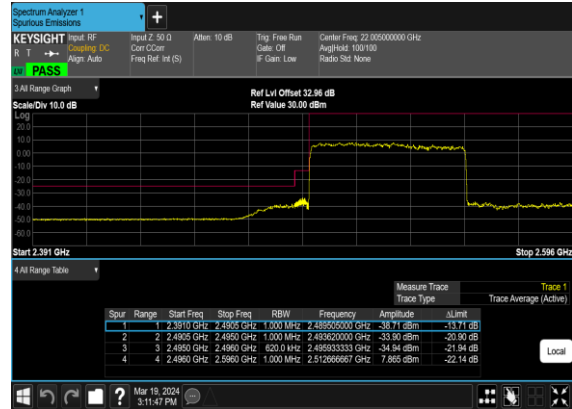 Spectrum Analyzer 1
Spurious Emissions
+
KEYSIGHT Input: RF Input Z: 50 Ω Atten: 10 dB Trig: Free Run Center Freq: 22.005000000 GHz
R T Coupling: DC Corr CCorr Gate: Off Avg|Hold: 100/100
Align: Auto Freq Ref: Int (S) IF Gain: Low Radio Std: None
LW PASS
3 All Range Graph
Ref Lvl Offset 32.96 dB
Scale/Div 10.0 dB Ref Value 30.00 dBm
Log
20.0
10.0
0.00
-10.0
-20.0
-30.0
-40.0
-50.0
-60.0
Start 2.391 GHz Stop 2.596 GHz
4 All Range Table
Measure Trace Trace 1
Trace Type Trace Average (Active)
Spur Range Start Freq Stop Freq RBW Frequency Amplitude ΔLimit
1 1 2.3910 GHz 2.4905 GHz 1.000 MHz 2.489505000 GHz -38.71 dBm -13.71 dB
2 2 2.4905 GHz 2.4950 GHz 1.000 MHz 2.493620000 GHz -33.90 dBm -20.90 dB
3 3 2.4950 GHz 2.4960 GHz 620.0 kHz 2.495933333 GHz -34.94 dBm -21.94 dB
4 4 2.4960 GHz 2.5960 GHz 1.000 MHz 2.512666667 GHz 7.865 dBm -22.14 dB
Local
? Mar 19, 2024
3:11:47 PM